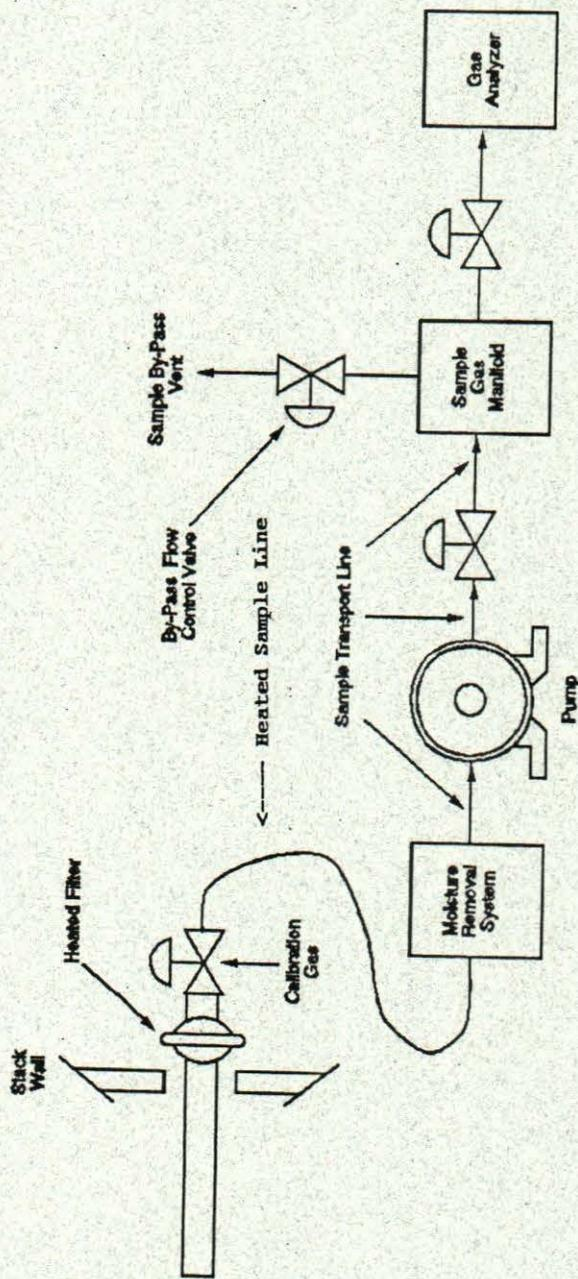 Stack
Wall
Heated Filter
Calibration
Gas
<---- Heated Sample Line
By-Pass Flow
Control Valve
Sample By-Pass
Vent
Sample Transport Line
Moisture
Removal
System
Pump
Sample
Gas
Manifold
Gas
Analyzer